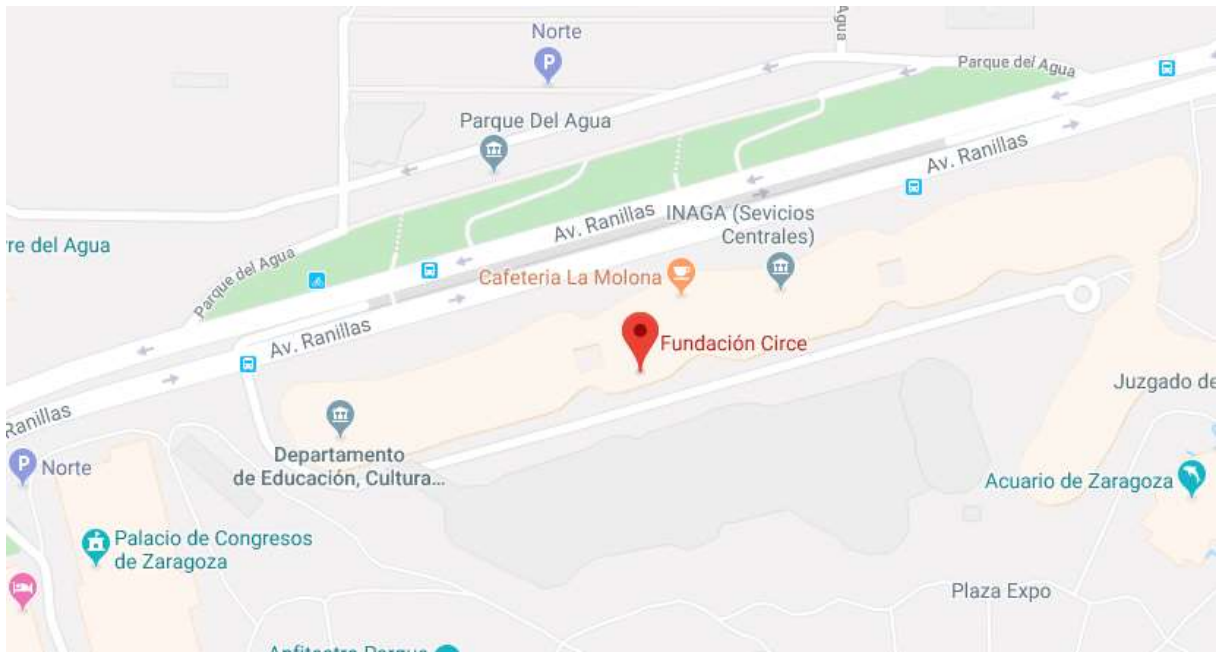 Norte
Agua
Parque del Agua
Parque Del Agua
Av. Ranillas
Av. Ranillas
INAGA (Sevicios
Centrales)
re del Agua
Parque del Agua
Cafeteria La Molona
Av. Ranillas
Fundación Circe
Juzgado de
Ranillas
Departamento
de Educación, Cultura...
Norte
Acuario de Zaragoza
Palacio de Congresos
de Zaragoza
Plaza Expo
Anfiteatro Parque